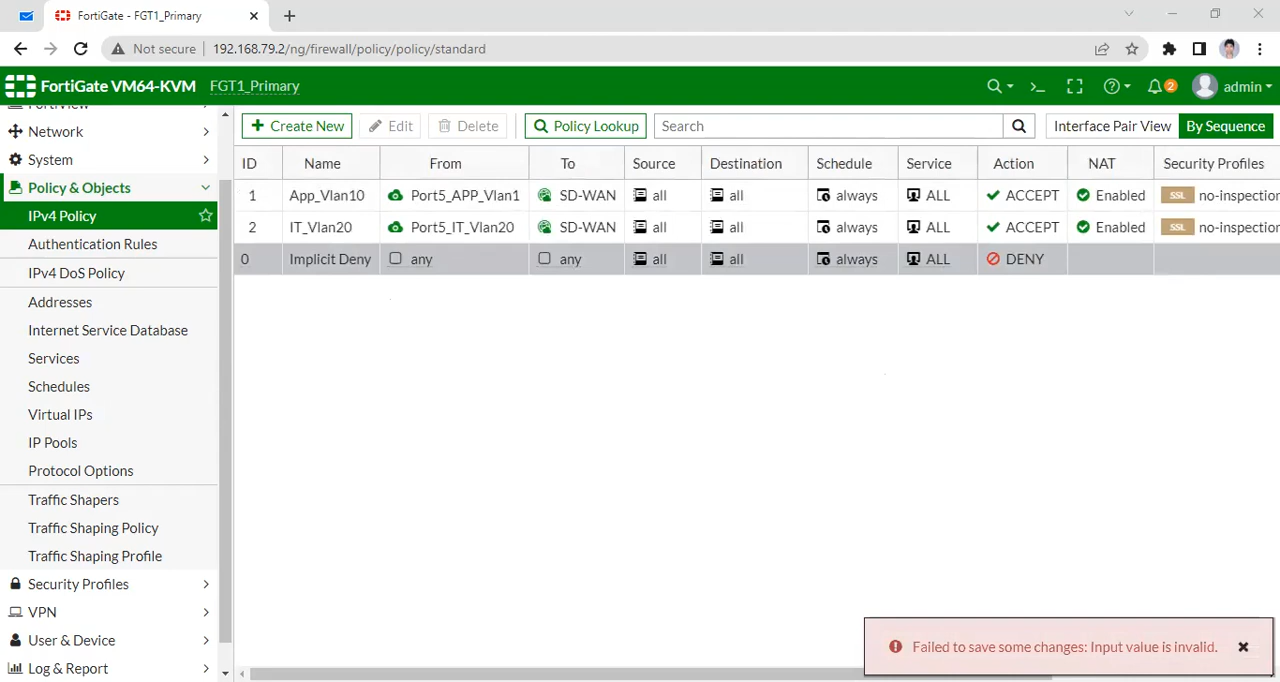 FortiGate - FGT1_Primary
Not secure
192.168.79.2/ng/firewall/policy/policy/standard
FortiGate VM64-KVM FGT1_Primary
2 admin
FortiView
Network
System
Policy & Objects
IPv4 Policy
Authentication Rules
IPv4 DoS Policy
Addresses
Internet Service Database
Services
Schedules
Virtual IPs
IP Pools
Protocol Options
Traffic Shapers
Traffic Shaping Policy
Traffic Shaping Profile
Security Profiles
VPN
User & Device
Log & Report
Create New Edit Delete Policy Lookup Search Interface Pair View By Sequence
ID Name From To Source Destination Schedule Service Action NAT Security Profiles
1 App_Vlan10 Port5_APP_Vlan1 SD-WAN all all always ALL ACCEPT Enabled SSL no-inspection
2 IT_Vlan20 Port5_IT_Vlan20 SD-WAN all all always ALL ACCEPT Enabled SSL no-inspection
0 Implicit Deny any any all all always ALL DENY
Failed to save some changes: Input value is invalid.